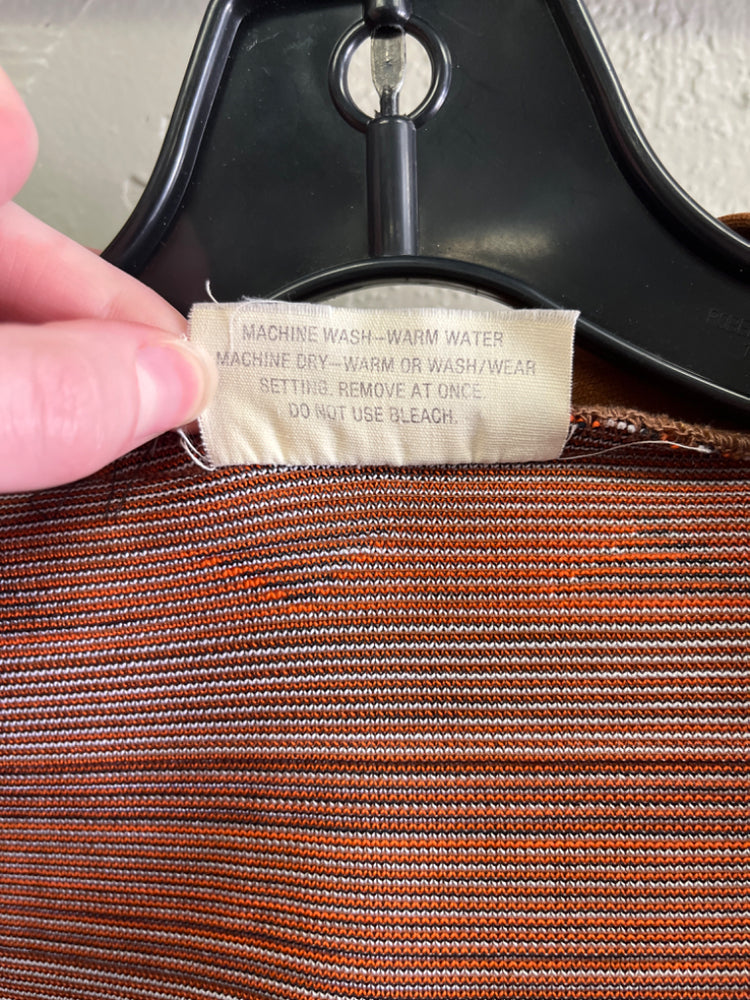 MACHINE WASH–WARM WATER
MACHINE DRY–WARM OR WASH/WEAR
SETTING. REMOVE AT ONCE.
DO NOT USE BLEACH.